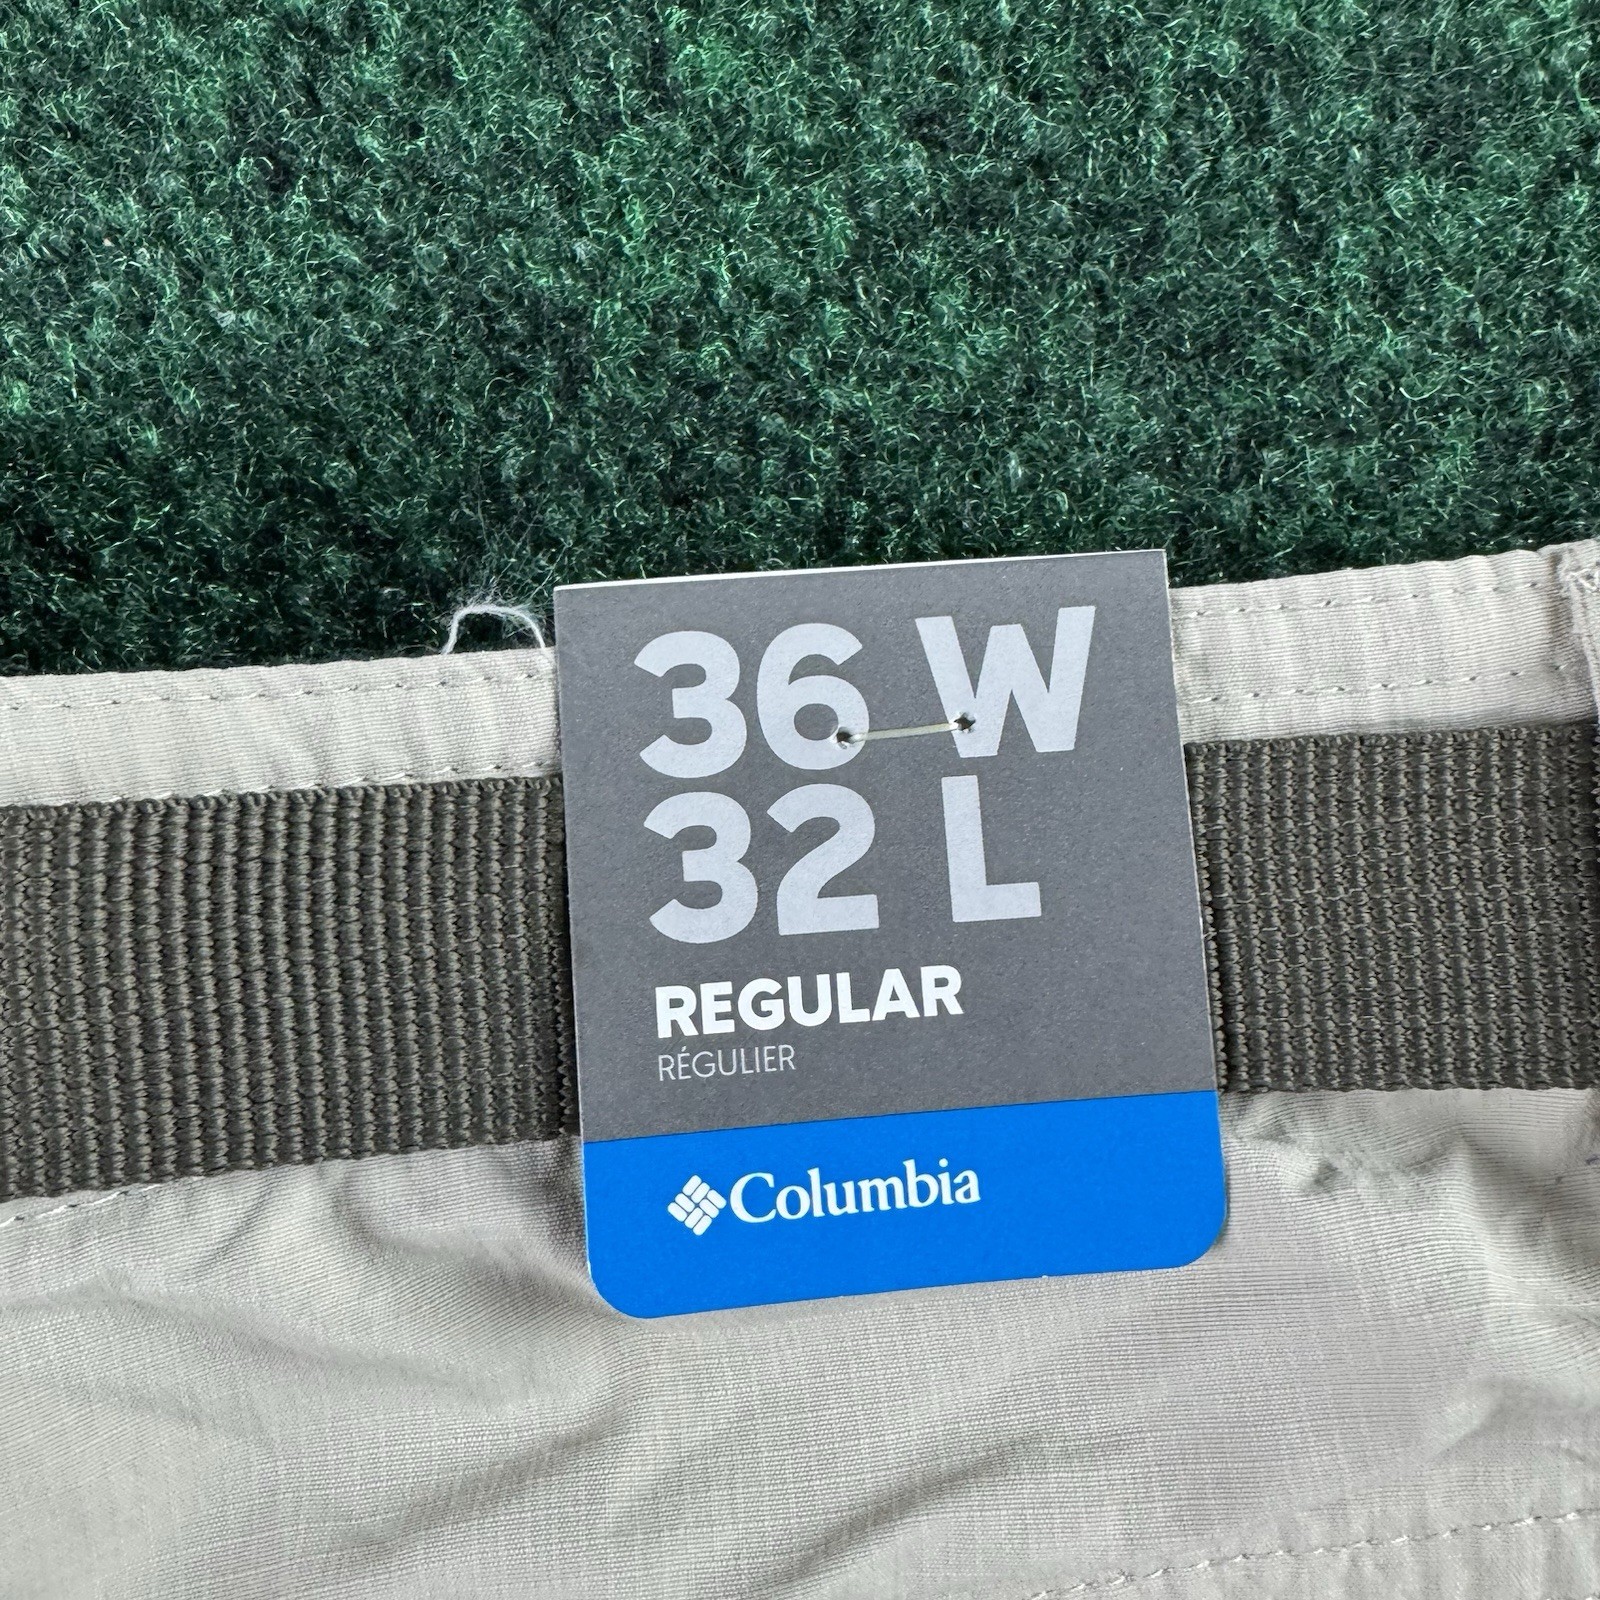 36 W
32 L
REGULAR
RÉGULIER
Columbia